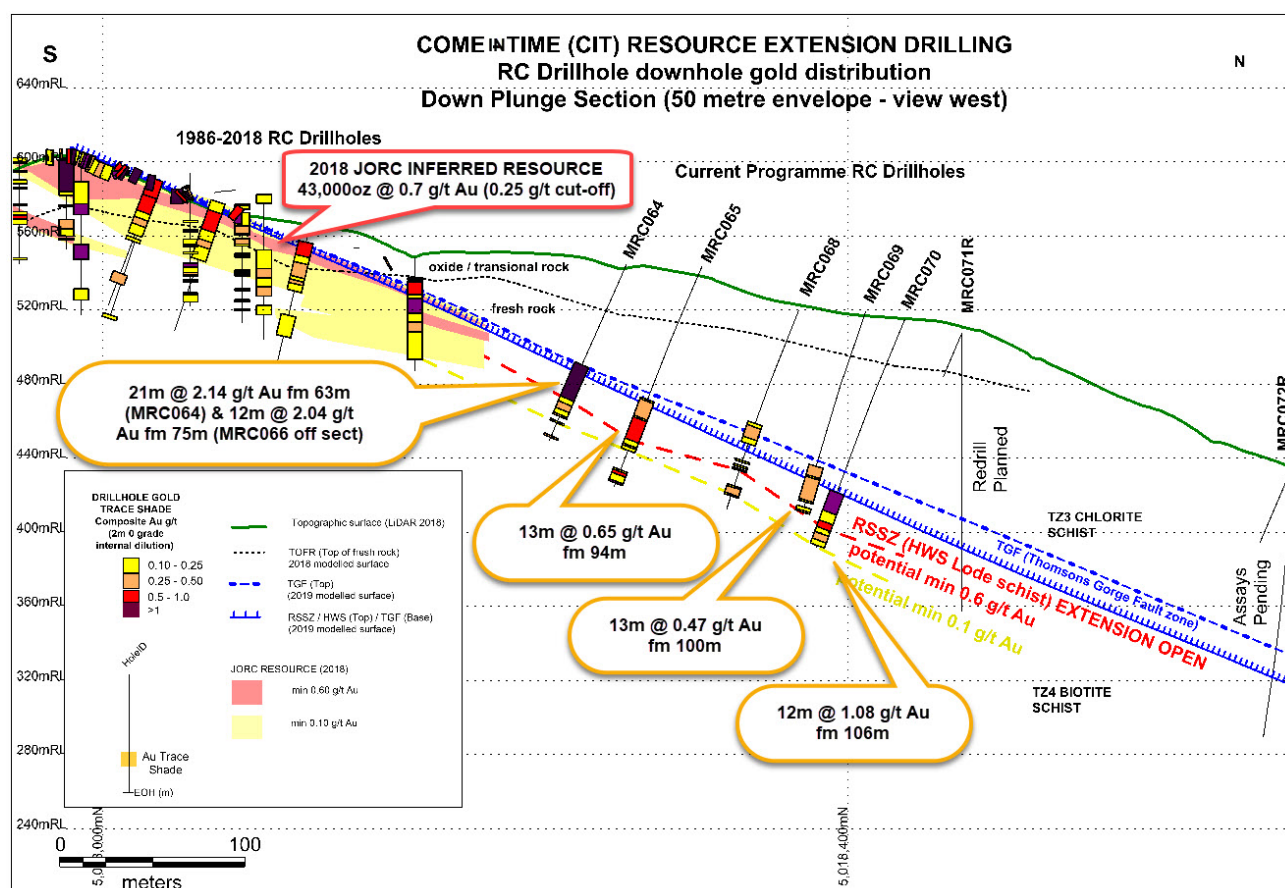 S
COME IN TIME (CIT) RESOURCE EXTENSION DRILLING
RC Drillhole downhole gold distribution
Down Plunge Section (50 metre envelope - view west)
N
640mRL
600mRL
560mRL
520mRL
480mRL
440mRL
400mRL
360mRL
320mRL
280mRL
240mRL
1986-2018 RC Drillholes
2018 JORC INFERRED RESOURCE
43,000oz @ 0.7 g/t Au (0.25 g/t cut-off)
Current Programme RC Drillholes
MRC064
MRC065
MRC068
MRC069
MRC070
MRC071R
MRC072R
oxide / transional rock
fresh rock
21m @ 2.14 g/t Au fm 63m
(MRC064) & 12m @ 2.04 g/t
Au fm 75m (MRC066 off sect)
13m @ 0.65 g/t Au
fm 94m
13m @ 0.47 g/t Au
fm 100m
12m @ 1.08 g/t Au
fm 106m
Redrill
Planned
TZ3 CHLORITE
SCHIST
TGF (Thomsons Gorge Fault zone)
RSSZ (HWS Lode schist) EXTENSION OPEN
potential min 0.6 g/t Au
Potential min 0.1 g/t Au
Assays
Pending
TZ4 BIOTITE
SCHIST
DRILLHOLE GOLD
TRACE SHADE
Composite Au g/t
(2m 0 grade
internal dilution)
0.10 - 0.25
0.25 - 0.50
0.5 - 1.0
>1
Topographic surface (LiDAR 2018)
TOFR (Top of fresh rock)
2018 modelled surface
TGF (Top)
(2019 modelled surface)
RSSZ / HWS (Top) / TGF (Base)
(2019 modelled surface)
HoleID
Au Trace
Shade
EOH (m)
JORC RESOURCE (2018)
min 0.60 g/t Au
min 0.10 g/t Au
0
100
meters
5,018,000mN
5,018,400mN